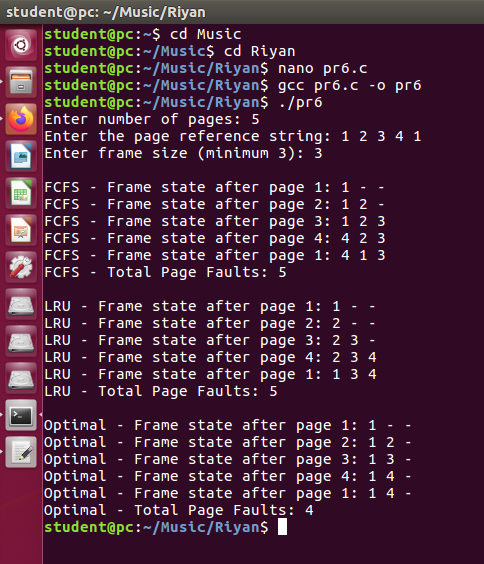 student@pc: ~/Music/Riyan
student@pc:~$ cd Music
student@pc:~/Music$ cd Riyan
student@pc:~/Music/Riyan$ nano pr6.c
student@pc:~/Music/Riyan$ gcc pr6.c -o pr6
student@pc:~/Music/Riyan$ ./pr6
Enter number of pages: 5
Enter the page reference string: 1 2 3 4 1
Enter frame size (minimum 3): 3

FCFS - Frame state after page 1: 1 - -
FCFS - Frame state after page 2: 1 2 -
FCFS - Frame state after page 3: 1 2 3
FCFS - Frame state after page 4: 4 2 3
FCFS - Frame state after page 1: 4 1 3
FCFS - Total Page Faults: 5

LRU - Frame state after page 1: 1 - -
LRU - Frame state after page 2: 2 - -
LRU - Frame state after page 3: 2 3 -
LRU - Frame state after page 4: 2 3 4
LRU - Frame state after page 1: 1 3 4
LRU - Total Page Faults: 5

Optimal - Frame state after page 1: 1 - -
Optimal - Frame state after page 2: 1 2 -
Optimal - Frame state after page 3: 1 3 -
Optimal - Frame state after page 4: 1 4 -
Optimal - Frame state after page 1: 1 4 -
Optimal - Total Page Faults: 4
student@pc:~/Music/Riyan$